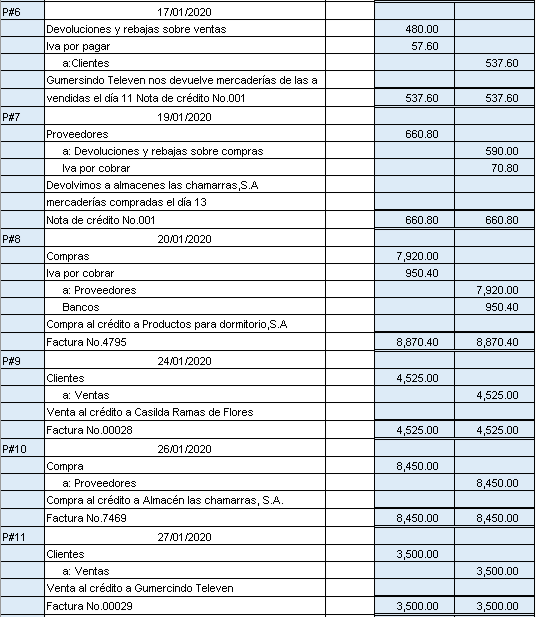 P#6 17/01/2020
Devoluciones y rebajas sobre ventas 480.00
Iva por pagar 57.60
a:Clientes 537.60
Gumersindo Televen nos devuelve mercaderías de las a
vendidas el día 11 Nota de crédito No.001 537.60 537.60
P#7 19/01/2020
Proveedores 660.80
a: Devoluciones y rebajas sobre compras 590.00
Iva por cobrar 70.80
Devolvimos a almacenes las chamarras,S.A
mercaderías compradas el día 13
Nota de crédito No.001 660.80 660.80
P#8 20/01/2020
Compras 7,920.00
Iva por cobrar 950.40
a: Proveedores 7,920.00
Bancos 950.40
Compra al crédito a Productos para dormitorio,S.A
Factura No.4795 8,870.40 8,870.40
P#9 24/01/2020
Clientes 4,525.00
a: Ventas 4,525.00
Venta al crédito a Casilda Ramas de Flores
Factura No.00028 4,525.00 4,525.00
P#10 26/01/2020
Compra 8,450.00
a: Proveedores 8,450.00
Compra al crédito a Almacén las chamarras, S.A.
Factura No.7469 8,450.00 8,450.00
P#11 27/01/2020
Clientes 3,500.00
a: Ventas 3,500.00
Venta al crédito a Gumercindo Televen
Factura No.00029 3,500.00 3,500.00